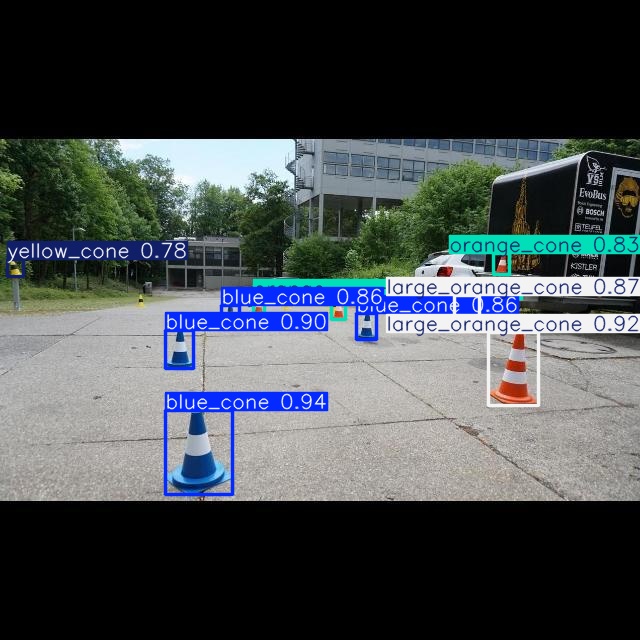 yellow_cone 0.78
orange_cone 0.83
large_orange_cone 0.87
blue_cone 0.86
blue_cone 0.86
large_orange_cone 0.92
blue_cone 0.90
blue_cone 0.94
EvoBus
BOSCH
TEUFEL
KISTLER